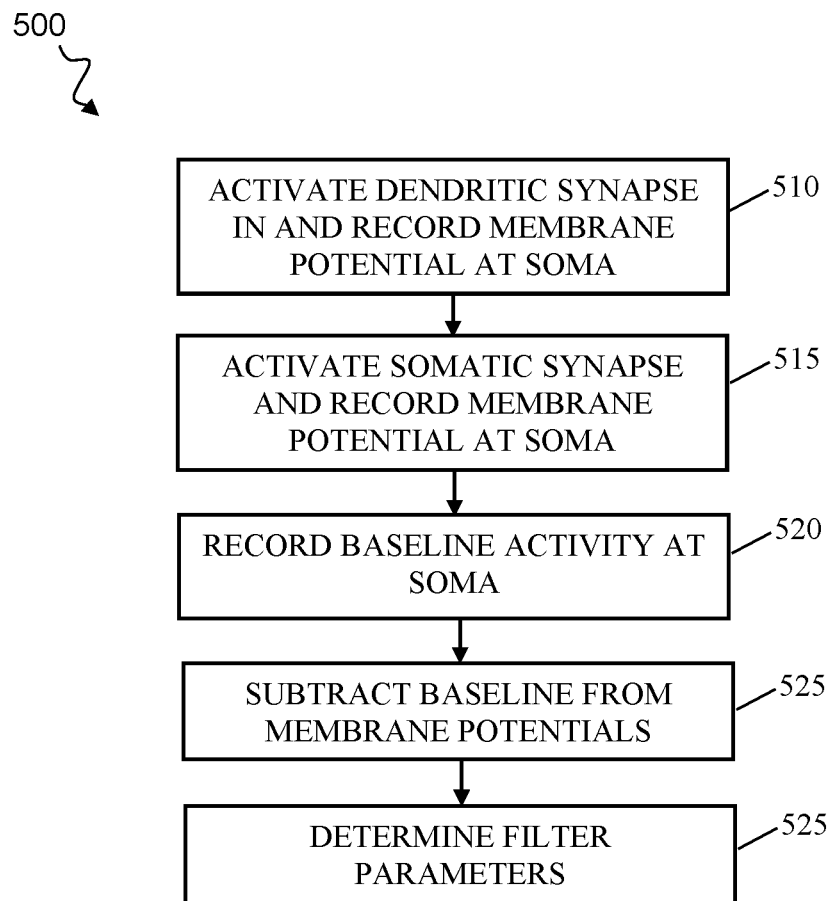 500
ACTIVATE DENDRITIC SYNAPSE
IN AND RECORD MEMBRANE
POTENTIAL AT SOMA
510
ACTIVATE SOMATIC SYNAPSE
AND RECORD MEMBRANE
POTENTIAL AT SOMA
515
RECORD BASELINE ACTIVITY AT
SOMA
520
SUBTRACT BASELINE FROM
MEMBRANE POTENTIALS
525
DETERMINE FILTER
PARAMETERS
525